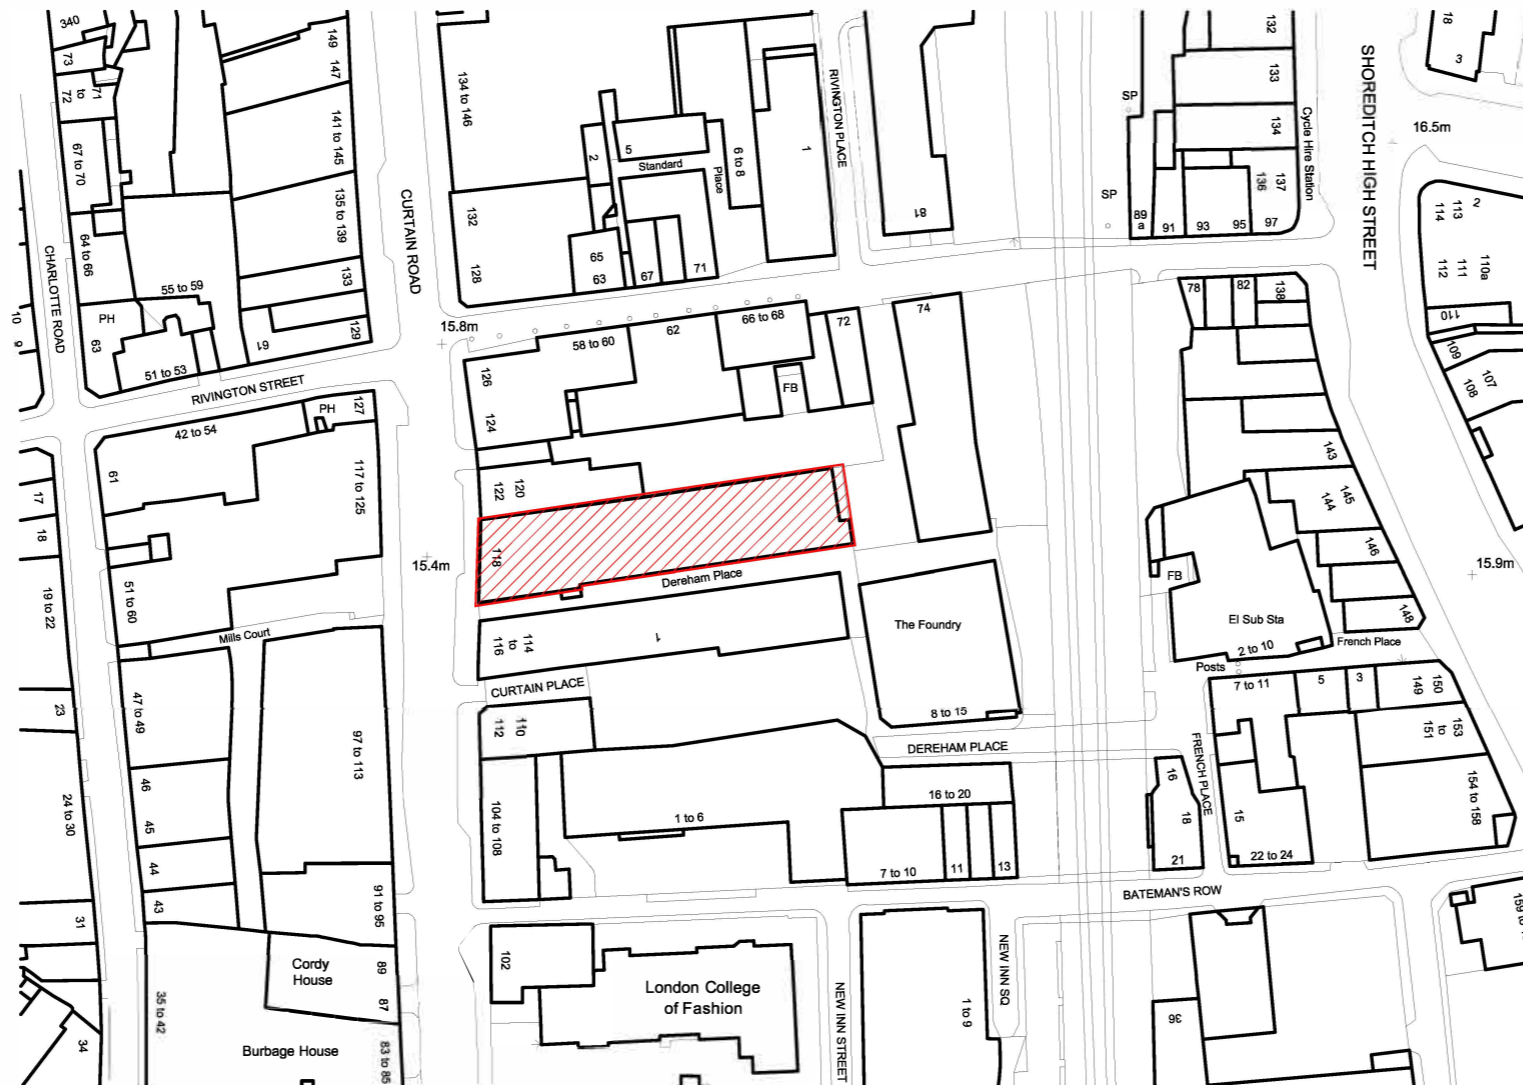 340
73
71
to
72
67 to 70
64 to 66
CHARLOTTE ROAD
10
9
PH
63
55 to 59
51 to 53
61
149
147
141 to 145
135 to 139
133
129
RIVINGTON STREET
CURTAIN ROAD
134 to 146
132
128
2
5
Standard
Place
6 to 8
1
65
63
67
71
RIVINGTON PLACE
81
SP
SP
89
a
91
93
95
97
132
133
134
136
137
Cycle Hire Station
SHOREDITCH HIGH STREET
18
3
16.5m
114
113
2
112
111
110a
110
109
108
107
15.8m
58 to 60
62
66 to 68
72
74
FB
126
124
122
120
118
15.4m
Dereham Place
78
82
138
143
144
145
146
148
15.9m
FB
El Sub Sta
2 to 10
French Place
Posts
42 to 54
PH
127
61
117 to 125
17
18
19 to 22
51 to 60
Mills Court
23
47 to 49
97 to 113
46
45
44
43
24 to 30
31
34
91 to 95
89
87
Cordy
House
35 to 42
Burbage House
83 to 85
116
to
114
1
CURTAIN PLACE
112
110
104 to 108
1 to 6
The Foundry
8 to 15
DEREHAM PLACE
16 to 20
7 to 10
11
13
7 to 11
5
3
149
150
151
to
153
154 to 158
FRENCH PLACE
16
18
21
15
22 to 24
BATEMAN'S ROW
102
London College
of Fashion
NEW INN STREET
1 to 9
NEW INN SQ
36